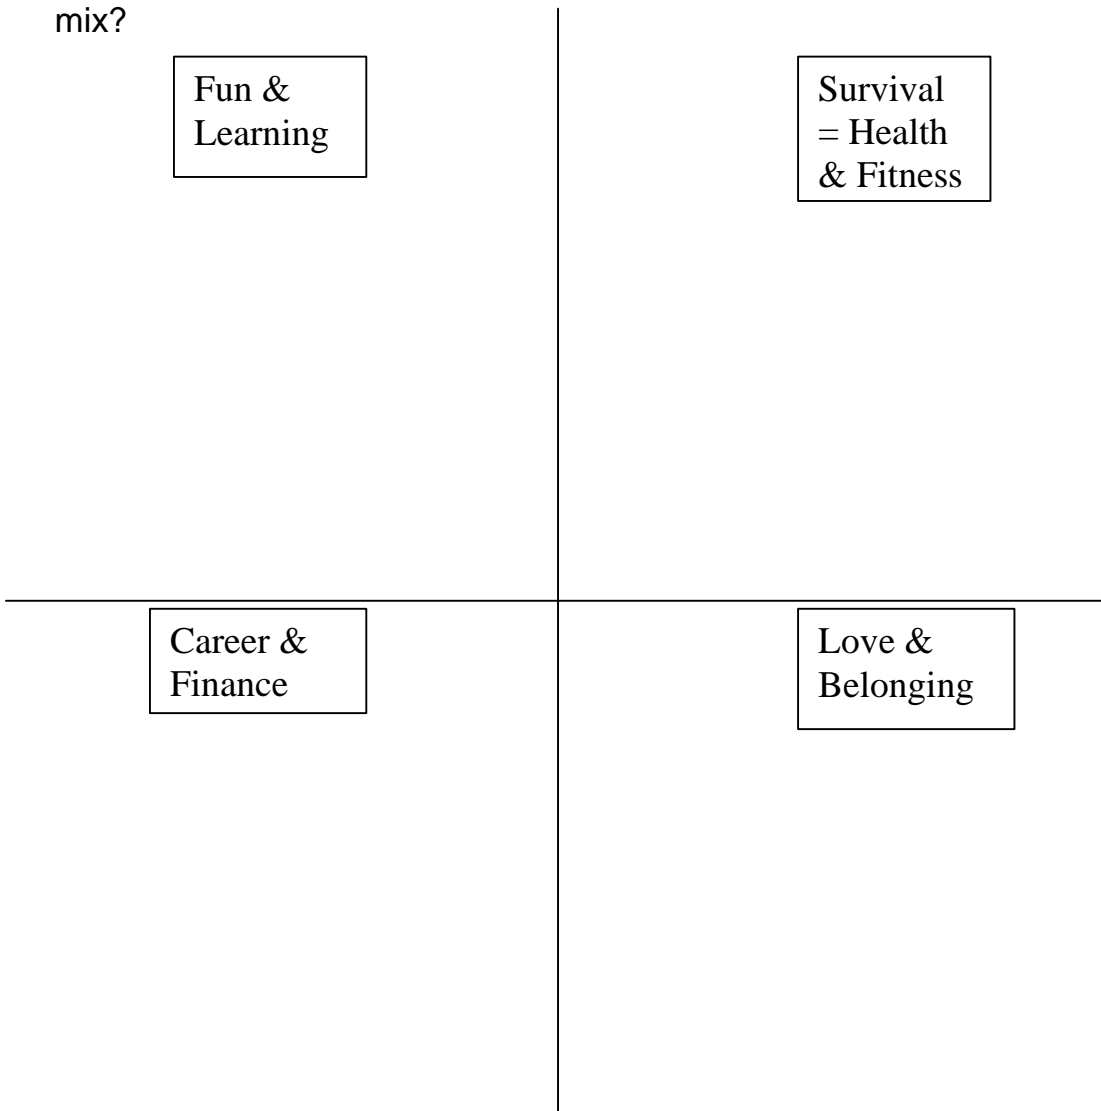 mix?
Fun &
Learning
Survival
= Health
& Fitness
Career &
Finance
Love &
Belonging